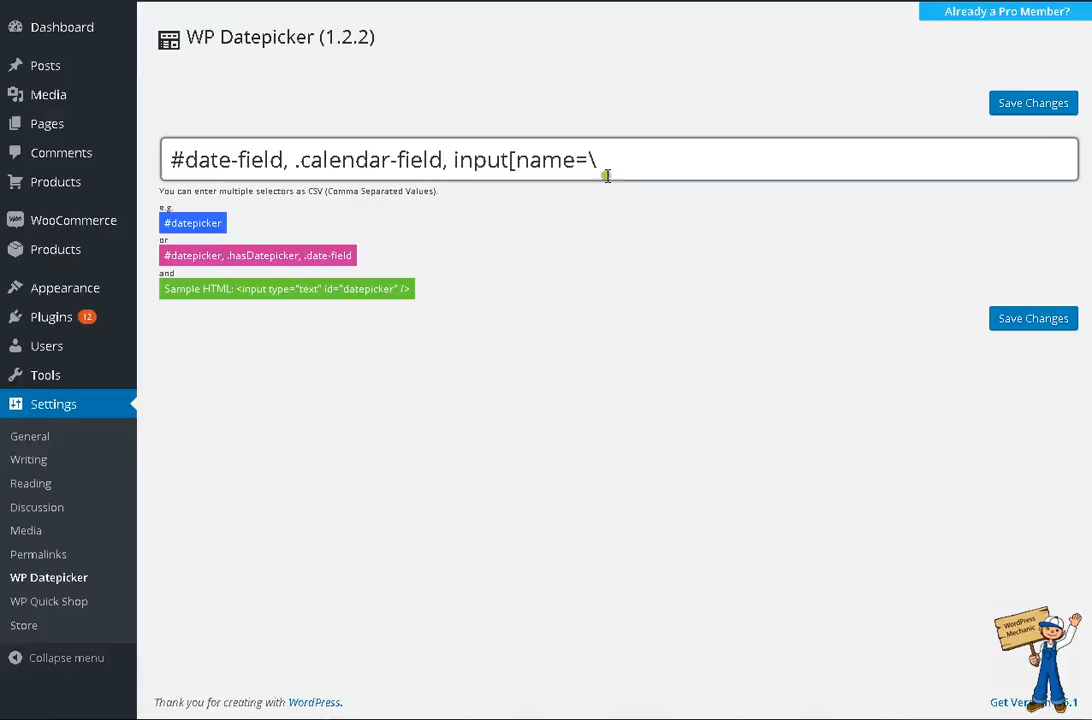 Already a Pro Member?
Dashboard
Posts
Media
Pages
Comments
Products
WooCommerce
Products
Appearance
Plugins 12
Users
Tools
Settings
General
Writing
Reading
Discussion
Media
Permalinks
WP Datepicker
WP Quick Shop
Store
Collapse menu
WP Datepicker (1.2.2)
Save Changes
#date-field, .calendar-field, input[name=\
You can enter multiple selectors as CSV (Comma Separated Values).
e.g.
#datepicker
or
#datepicker, .hasDatepicker, .date-field
and
Sample HTML: <input type="text" id="datepicker" />
Save Changes
WordPress
Mechanic
Thank you for creating with WordPress.
Get